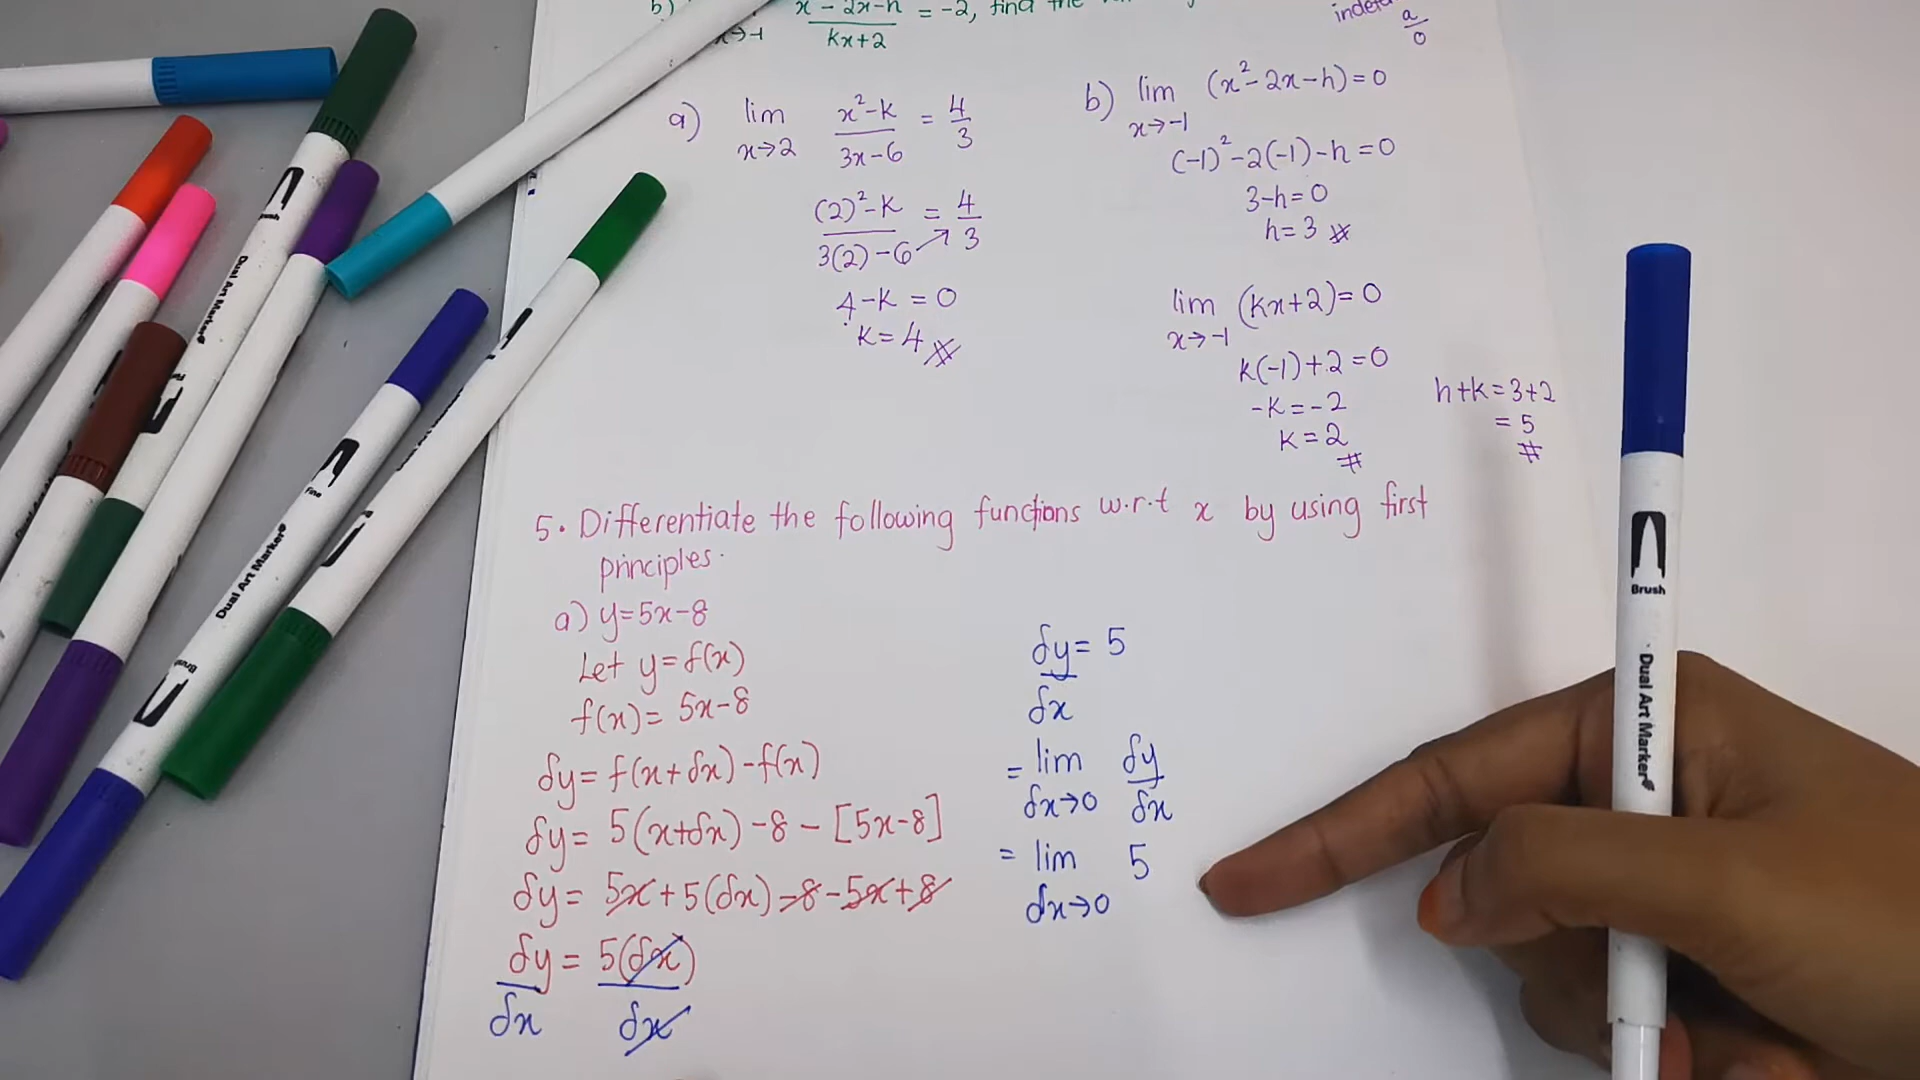 b)
x→-1 x - 2x-h / kx+2 = -2, find the
a/0
a) lim x→2 x²-k / 3x-6 = 4/3
(2)²-k / 3(2)-6 = 4/3
4-k = 0
k = 4
b) lim x→-1 (x²-2x-h)=0
(-1)²-2(-1)-h=0
3-h=0
h=3
lim x→-1 (kx+2)=0
k(-1)+2=0
-k=-2
k=2
h+k=3+2
= 5
5. Differentiate the following functions w.r.t x by using first
principles.
a) y=5x-8
Let y=f(x)
f(x)= 5x-8
δy= f(x+δx)-f(x)
δy= 5(x+δx)-8-[5x-8]
δy= 5x+5(δx)-8-5x+8
δy/δx = 5(δx)/δx
δy/δx = 5
= lim δx→0 δy/δx
= lim δx→0 5
Brush
Dual Art Marker
Dual Art Marker
Dual Art Marker
Brush
Fine